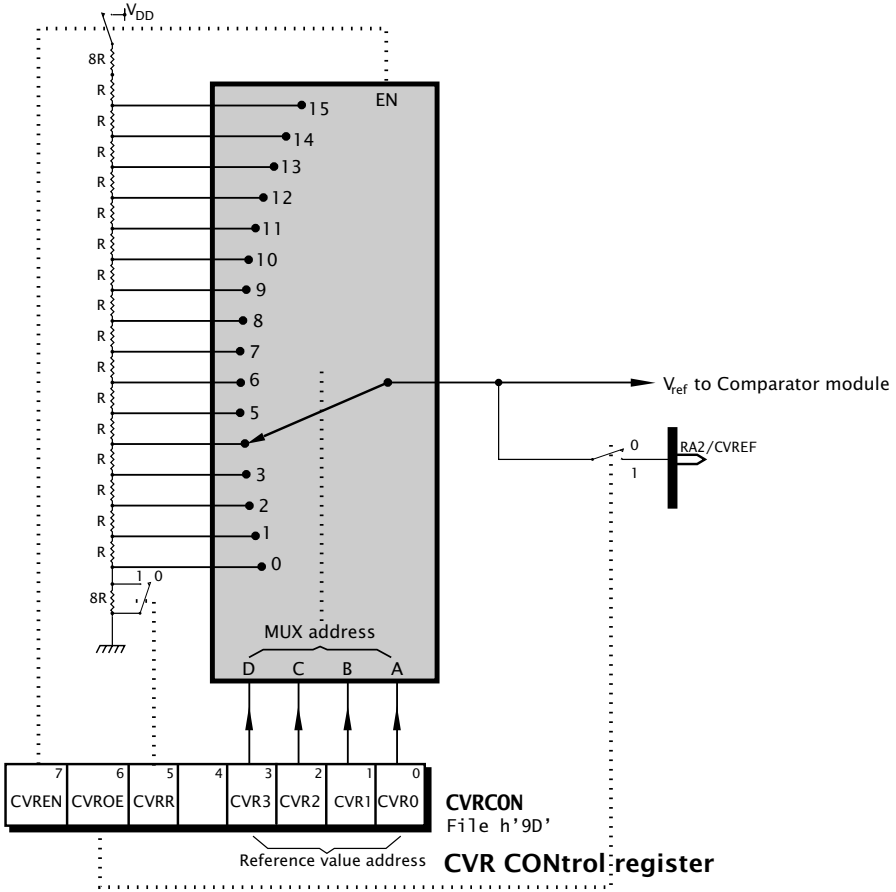 VDD
8R
R
EN
15
R
14
R
13
R
12
R
11
R
10
R
9
R
8
R
7
R
6
R
5
R
R
3
R
2
R
1
R
0
Vref to Comparator module
0
RA2/CVREF
1
1 0
8R
MUX address
D C B A
7 6 5 4 3 2 1 0
CVREN CVROE CVRR CVR3 CVR2 CVR1 CVR0
CVRCON
File h'9D'
Reference value address
CVR CONtrol register